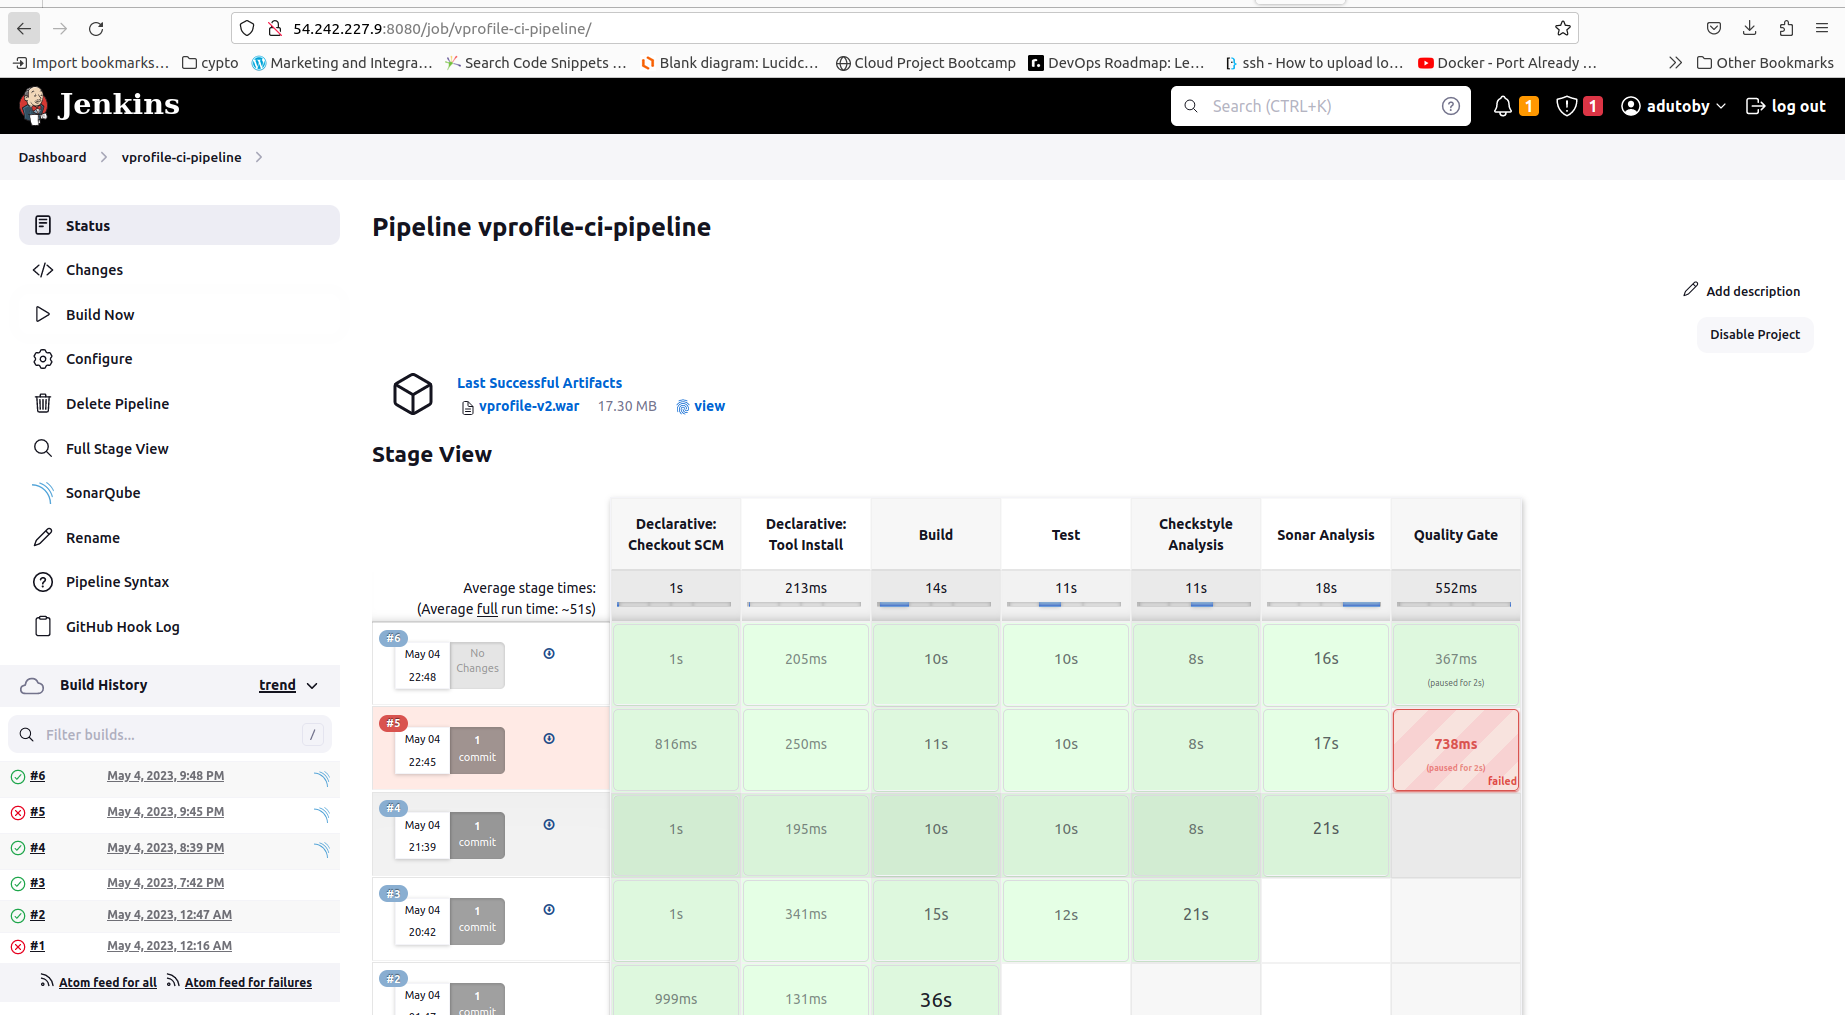 54.242.227.9:8080/job/vprofile-ci-pipeline/
Import bookmarks... cypto Marketing and Integra... Search Code Snippets ... Blank diagram: Lucidc... Cloud Project Bootcamp DevOps Roadmap: Le... ssh - How to upload lo... Docker - Port Already ... Other Bookmarks
Jenkins Search (CTRL+K) 1 1 adutoby log out
Dashboard vprofile-ci-pipeline
Status
Changes
Build Now
Configure
Delete Pipeline
Full Stage View
SonarQube
Rename
Pipeline Syntax
GitHub Hook Log
Build History trend
Filter builds... /
#6 May 4, 2023, 9:48 PM
#5 May 4, 2023, 9:45 PM
#4 May 4, 2023, 8:39 PM
#3 May 4, 2023, 7:42 PM
#2 May 4, 2023, 12:47 AM
#1 May 4, 2023, 12:16 AM
Atom feed for all Atom feed for failures
Pipeline vprofile-ci-pipeline
Add description
Disable Project
Last Successful Artifacts
vprofile-v2.war 17.30 MB view
Stage View
Declarative: Checkout SCM
Declarative: Tool Install
Build
Test
Checkstyle Analysis
Sonar Analysis
Quality Gate
Average stage times:
(Average full run time: ~51s)
1s 213ms 14s 11s 11s 18s 552ms
#6
May 04
22:48
No Changes
1s 205ms 10s 10s 8s 16s 367ms
(paused for 2s)
#5
May 04
22:45
1 commit
816ms 250ms 11s 10s 8s 17s 738ms
(paused for 2s)
failed
#4
May 04
21:39
1 commit
1s 195ms 10s 10s 8s 21s
#3
May 04
20:42
1 commit
1s 341ms 15s 12s 21s
#2
May 04
1
commit
999ms 131ms 36s